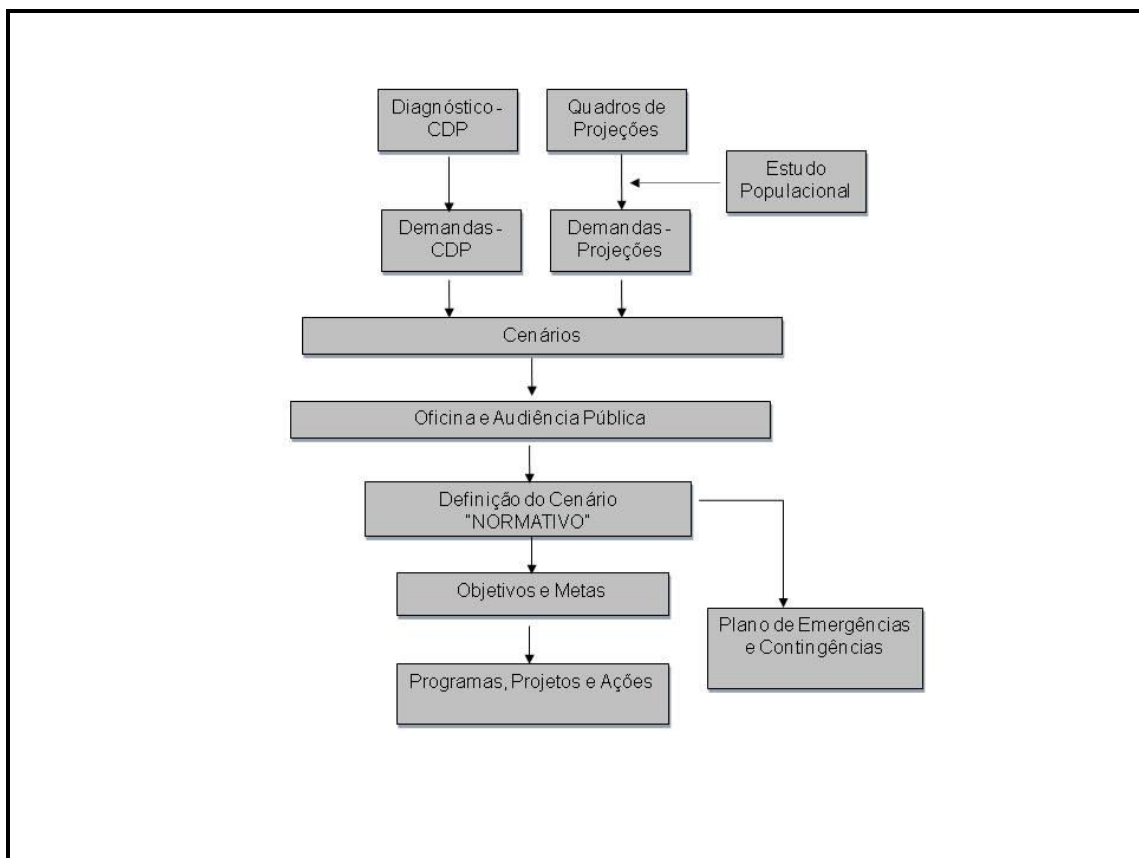 Diagnóstico -
CDP
Quadros de
Projeções
Estudo
Populacional
Demandas -
CDP
Demandas -
Projeções
Cenários
Oficina e Audiência Pública
Definição do Cenário
"NORMATIVO"
Objetivos e Metas
Plano de Emergências
e Contingências
Programas, Projetos e Ações